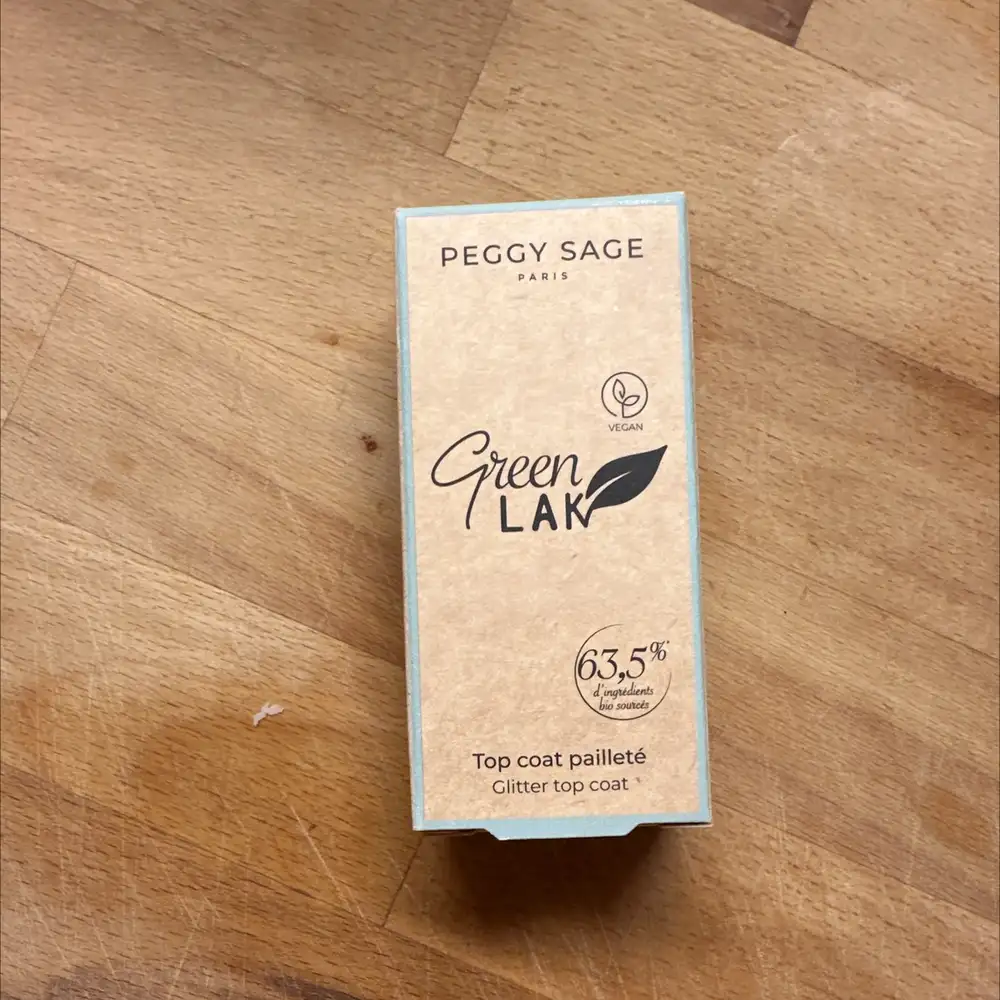 PEGGY SAGE
PARIS
VEGAN
Green
LAK
63,5%*
d'ingrédients
bio sourcés
Top coat pailleté
Glitter top coat